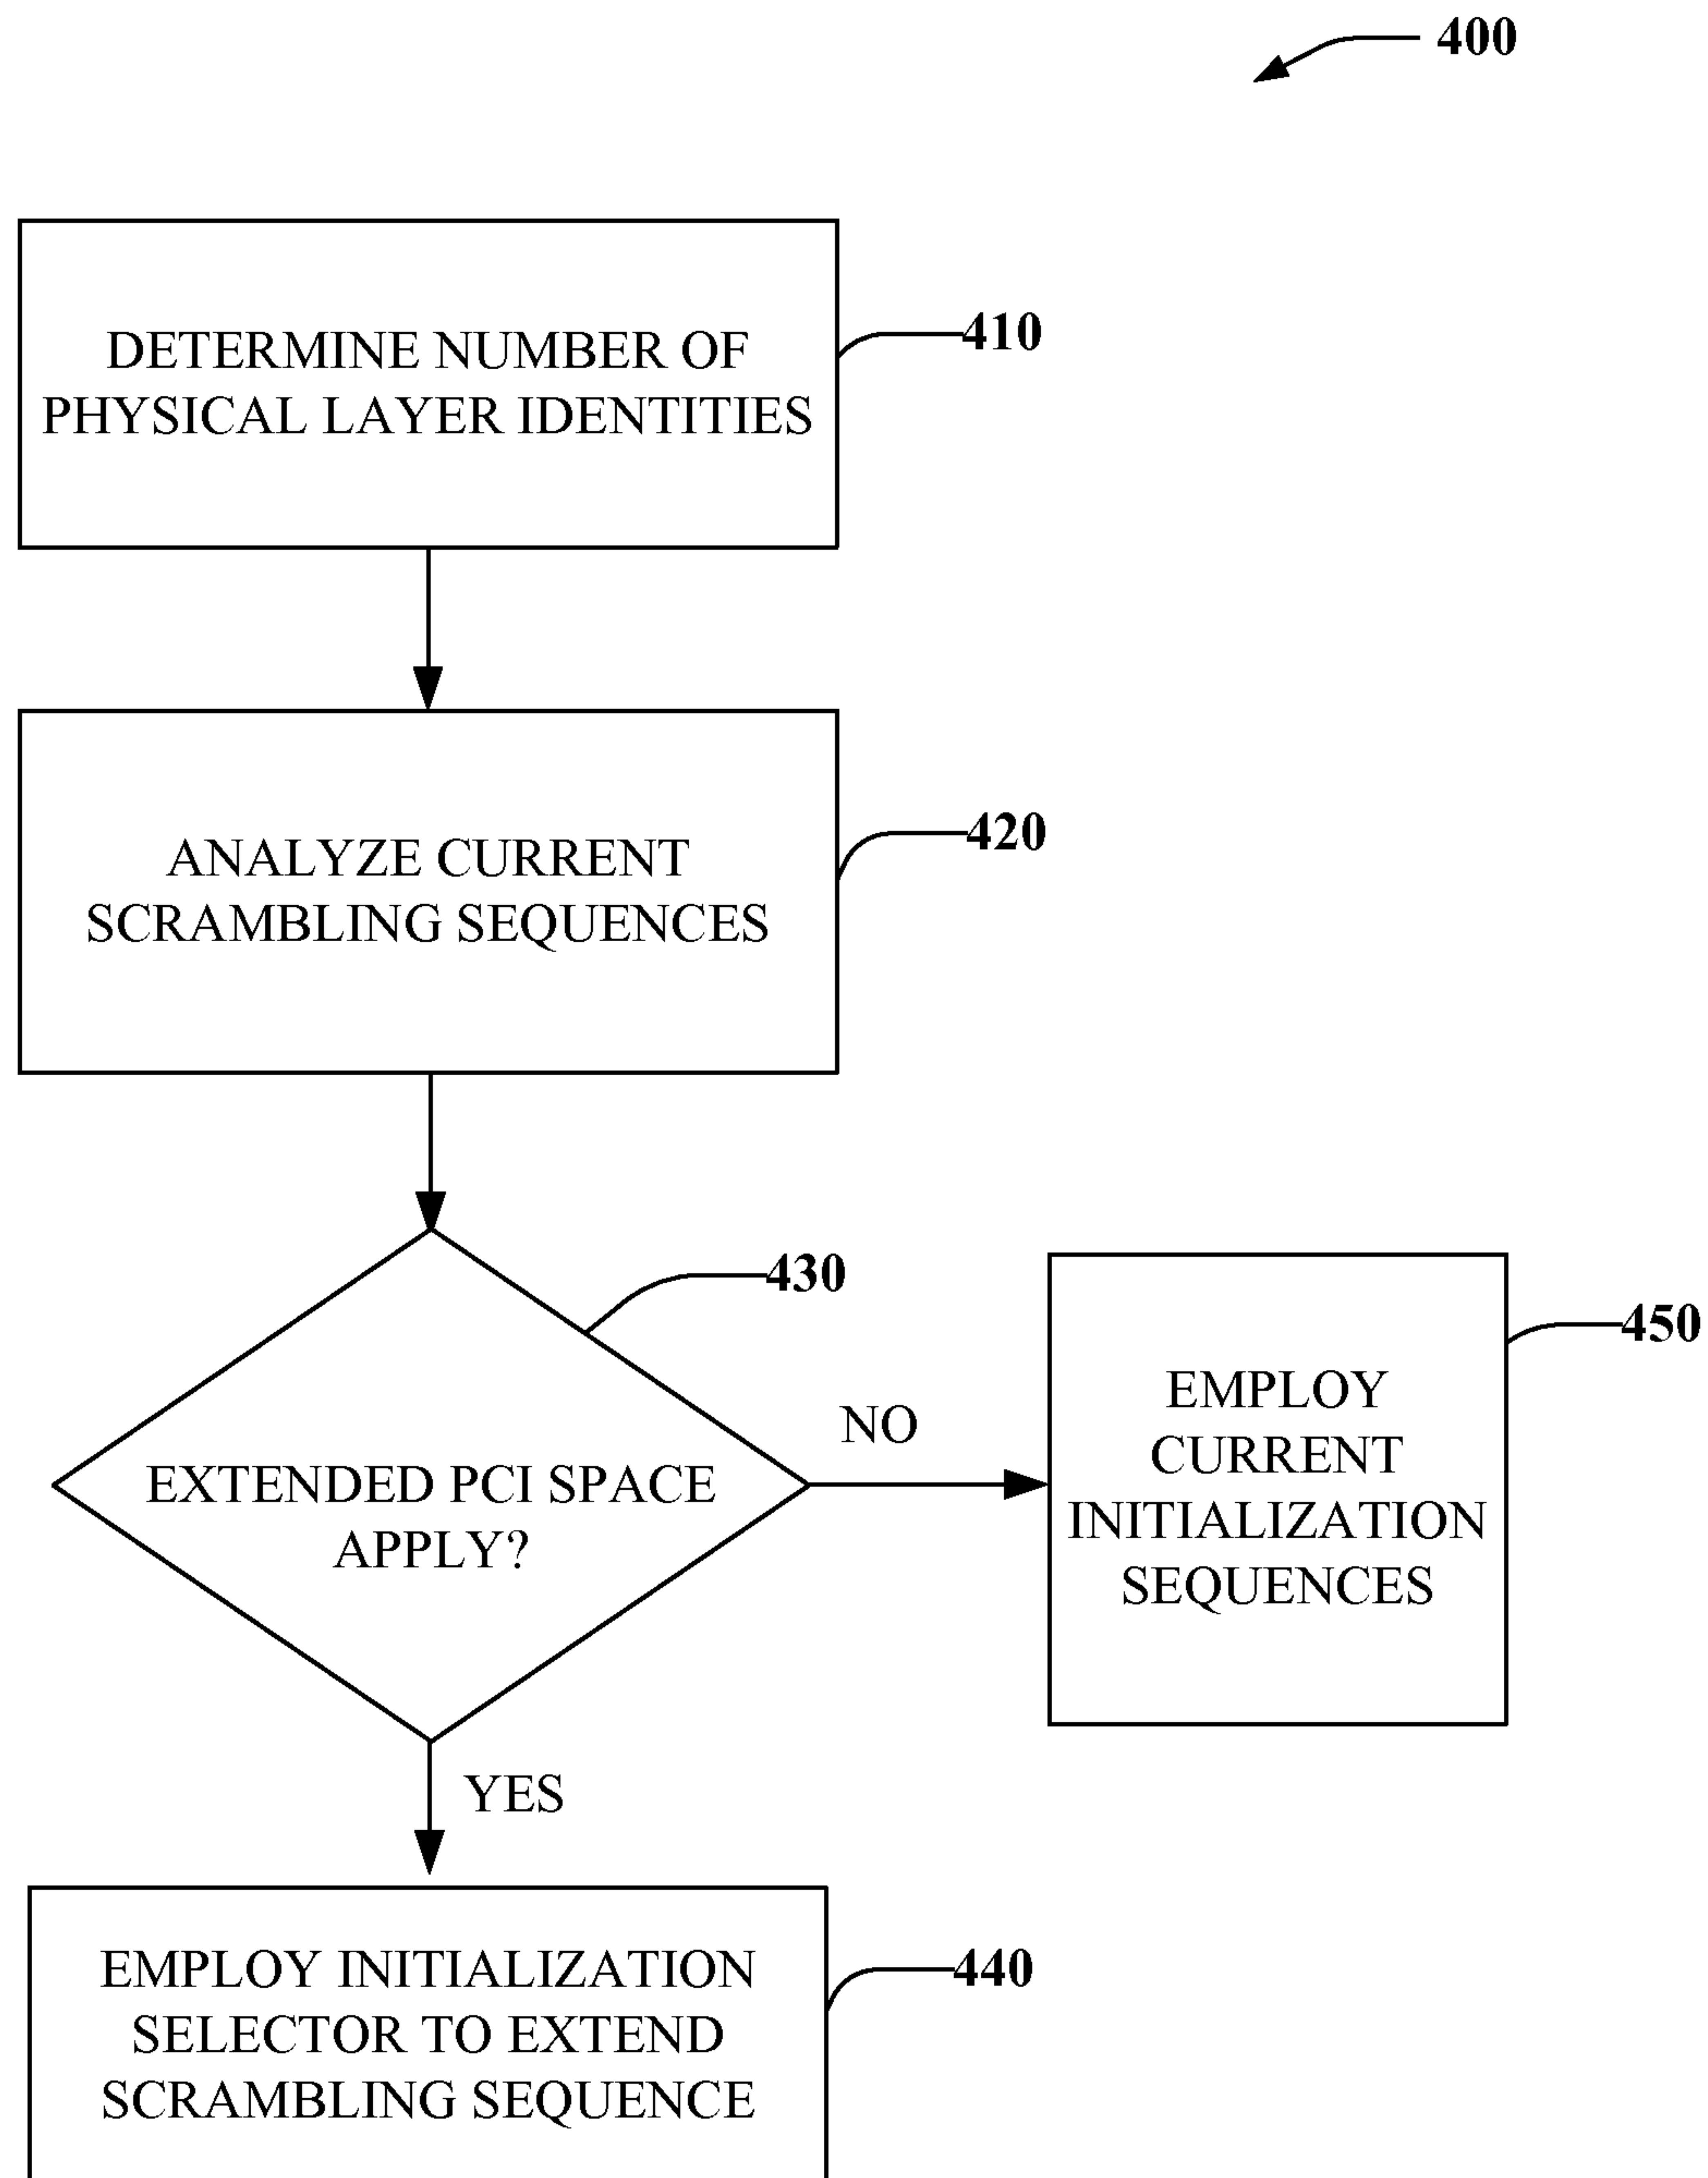 400
DETERMINE NUMBER OF
PHYSICAL LAYER IDENTITIES
410
ANALYZE CURRENT
SCRAMBLING SEQUENCES
420
430
EXTENDED PCI SPACE
APPLY?
NO
EMPLOY
CURRENT
INITIALIZATION
SEQUENCES
450
YES
EMPLOY INITIALIZATION
SELECTOR TO EXTEND
SCRAMBLING SEQUENCE
440